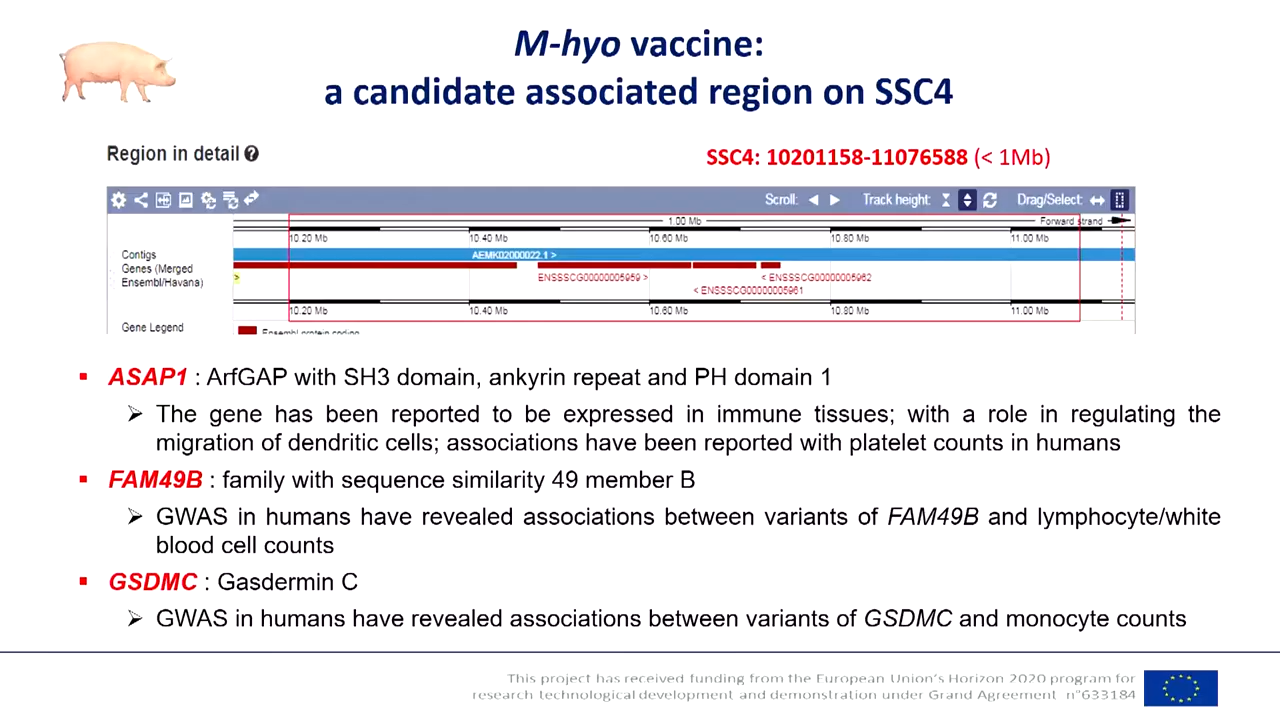 M-hyo vaccine:
a candidate associated region on SSC4
Region in detail ?
SSC4: 10201158-11076588 (< 1Mb)
Scroll: Track height: Drag/Select:
1.00 Mb Forward strand
10.20 Mb 10.40 Mb 10.60 Mb 10.80 Mb 11.00 Mb
Contigs AEMK02000022.1 >
Genes (Merged
Ensembl/Havana) > ENSSSCG00000005959 > < ENSSSCG00000005962
< ENSSSCG00000005961
10.20 Mb 10.40 Mb 10.60 Mb 10.80 Mb 11.00 Mb
Gene Legend Ensembl protein coding
▪ ASAP1 : ArfGAP with SH3 domain, ankyrin repeat and PH domain 1
➢ The gene has been reported to be expressed in immune tissues; with a role in regulating the
migration of dendritic cells; associations have been reported with platelet counts in humans
▪ FAM49B : family with sequence similarity 49 member B
➢ GWAS in humans have revealed associations between variants of FAM49B and lymphocyte/white
blood cell counts
▪ GSDMC : Gasdermin C
➢ GWAS in humans have revealed associations between variants of GSDMC and monocyte counts
This project has received funding from the European Union's Horizon 2020 program for
research technological development and demonstration under Grand Agreement n°633184